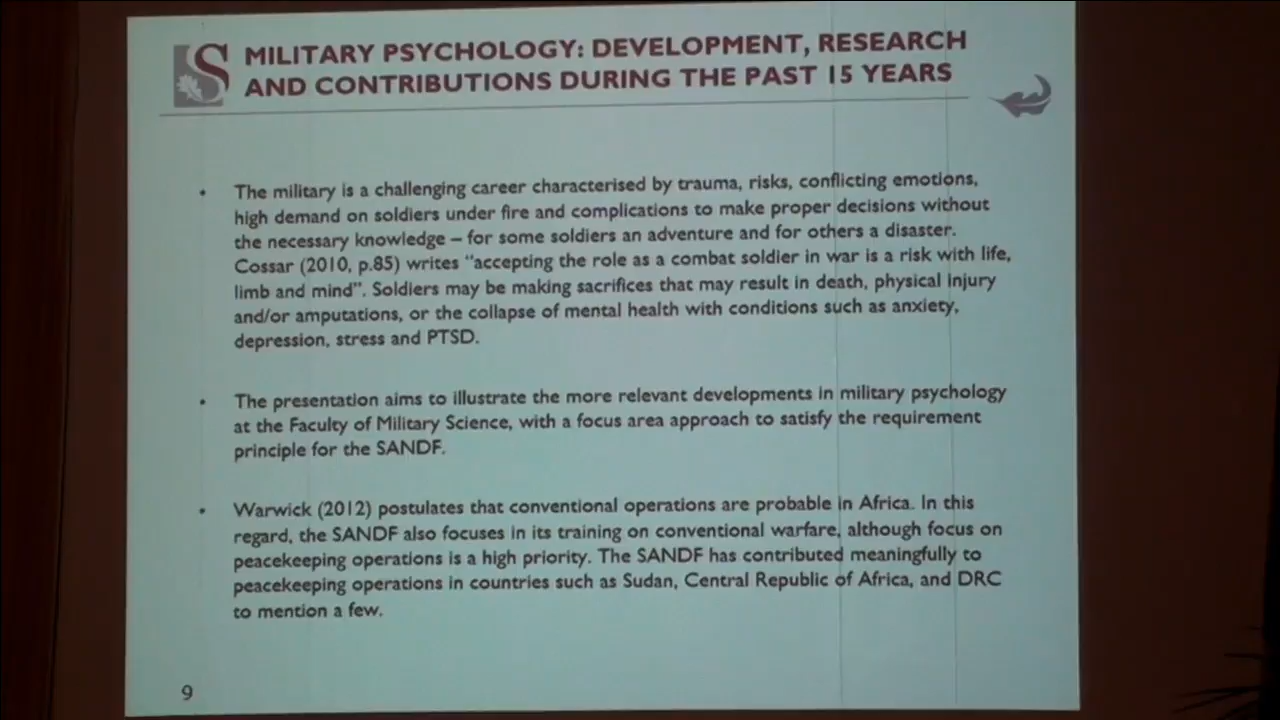 MILITARY PSYCHOLOGY: DEVELOPMENT, RESEARCH
AND CONTRIBUTIONS DURING THE PAST 15 YEARS
• The military is a challenging career characterised by trauma, risks, conflicting emotions,
high demand on soldiers under fire and complications to make proper decisions without
the necessary knowledge – for some soldiers an adventure and for others a disaster.
Cossar (2010, p.85) writes “accepting the role as a combat soldier in war is a risk with life,
limb and mind”. Soldiers may be making sacrifices that may result in death, physical injury
and/or amputations, or the collapse of mental health with conditions such as anxiety,
depression, stress and PTSD.
• The presentation aims to illustrate the more relevant developments in military psychology
at the Faculty of Military Science, with a focus area approach to satisfy the requirement
principle for the SANDF.
• Warwick (2012) postulates that conventional operations are probable in Africa. In this
regard, the SANDF also focuses in its training on conventional warfare, although focus on
peacekeeping operations is a high priority. The SANDF has contributed meaningfully to
peacekeeping operations in countries such as Sudan, Central Republic of Africa, and DRC
to mention a few.
9